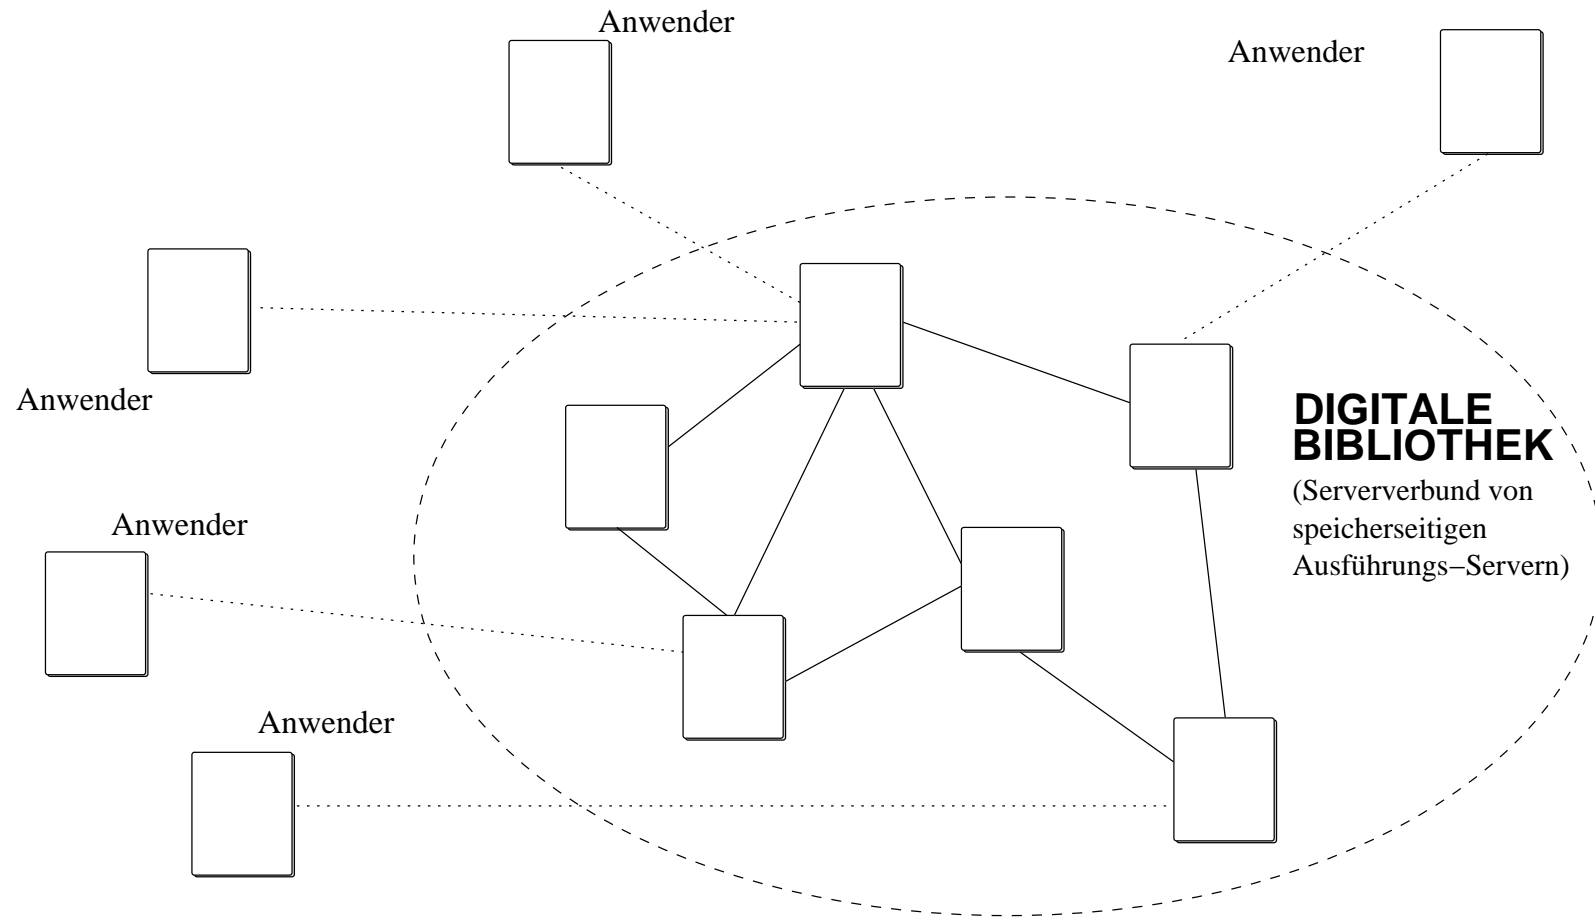 Anwender
Anwender
Anwender
DIGITALE
BIBLIOTHEK
(Serververbund von
speicherseitigen
Ausführungs−Servern)
Anwender
Anwender